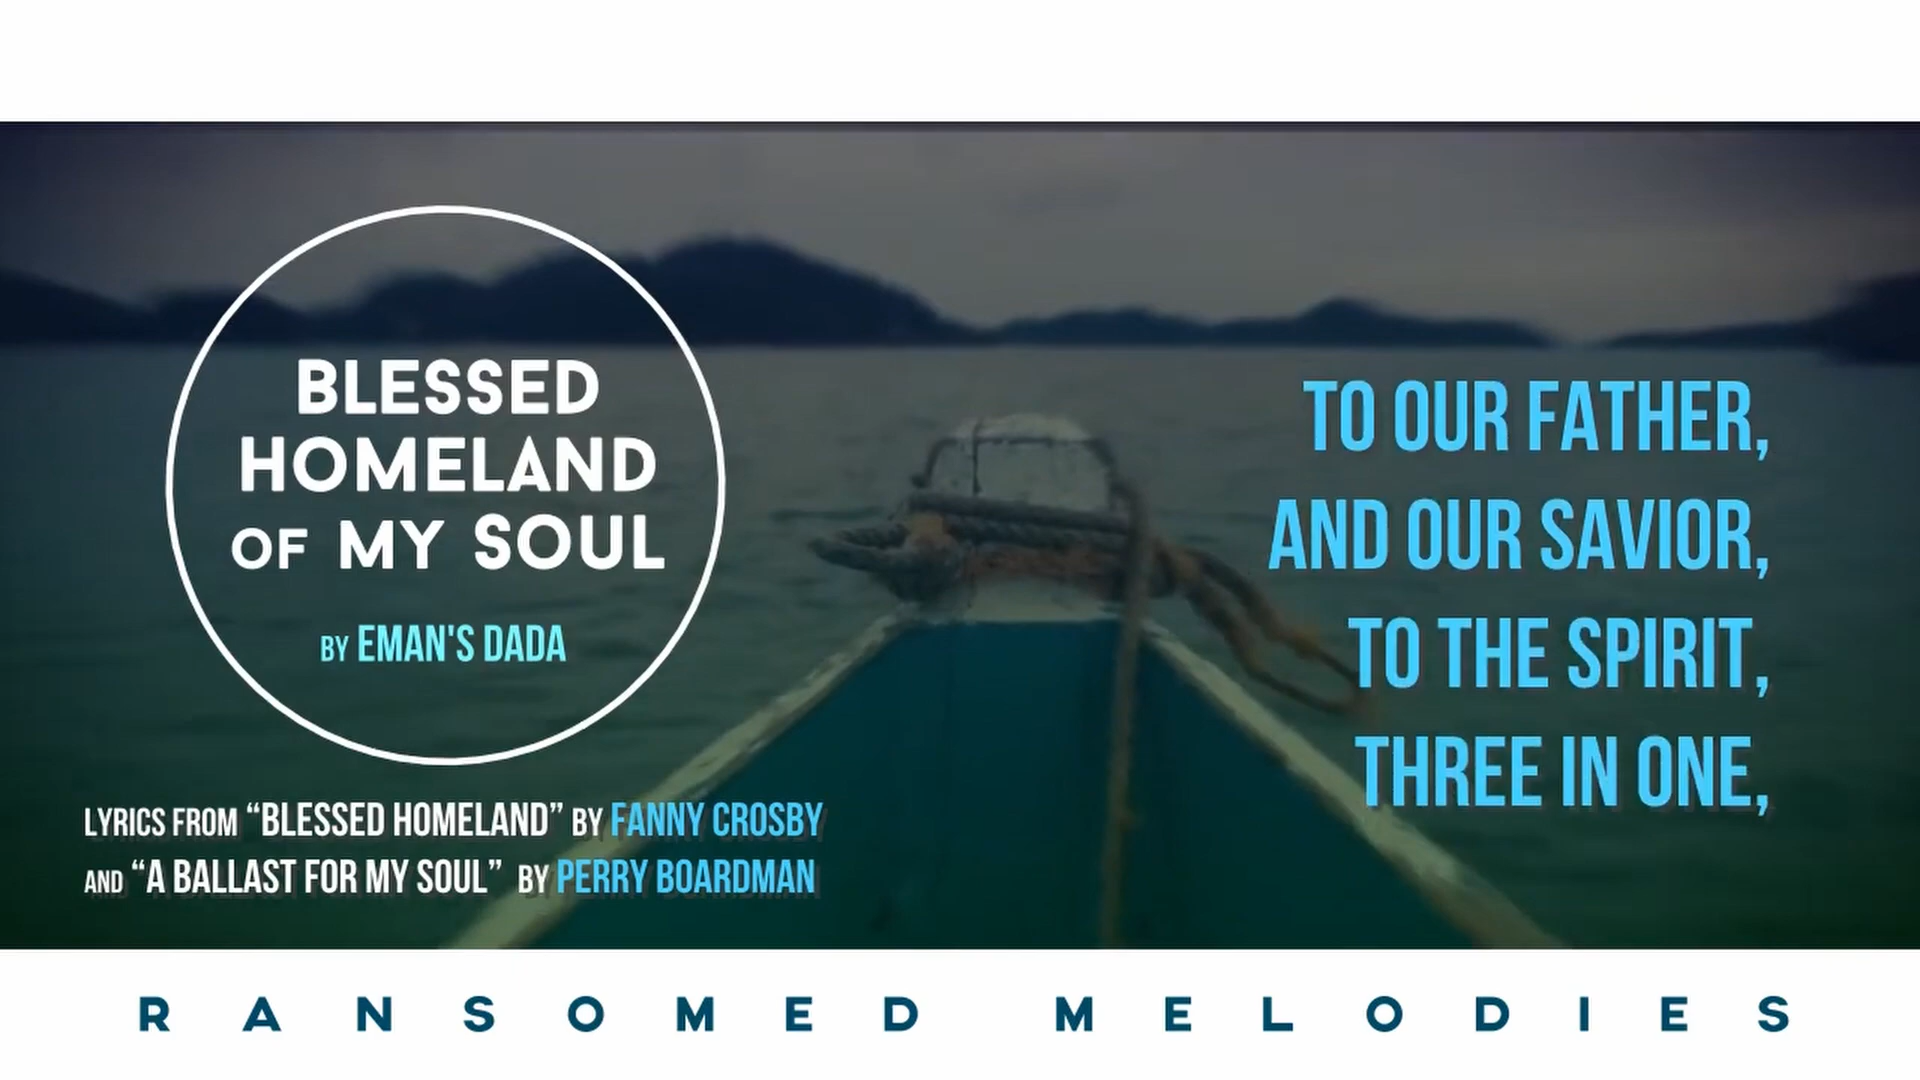 BLESSED
HOMELAND
OF MY SOUL
BY EMAN'S DADA
LYRICS FROM “BLESSED HOMELAND” BY FANNY CROSBY
AND “A BALLAST FOR MY SOUL” BY PERRY BOARDMAN
TO OUR FATHER,
AND OUR SAVIOR,
TO THE SPIRIT,
THREE IN ONE,
RANSOMED MELODIES